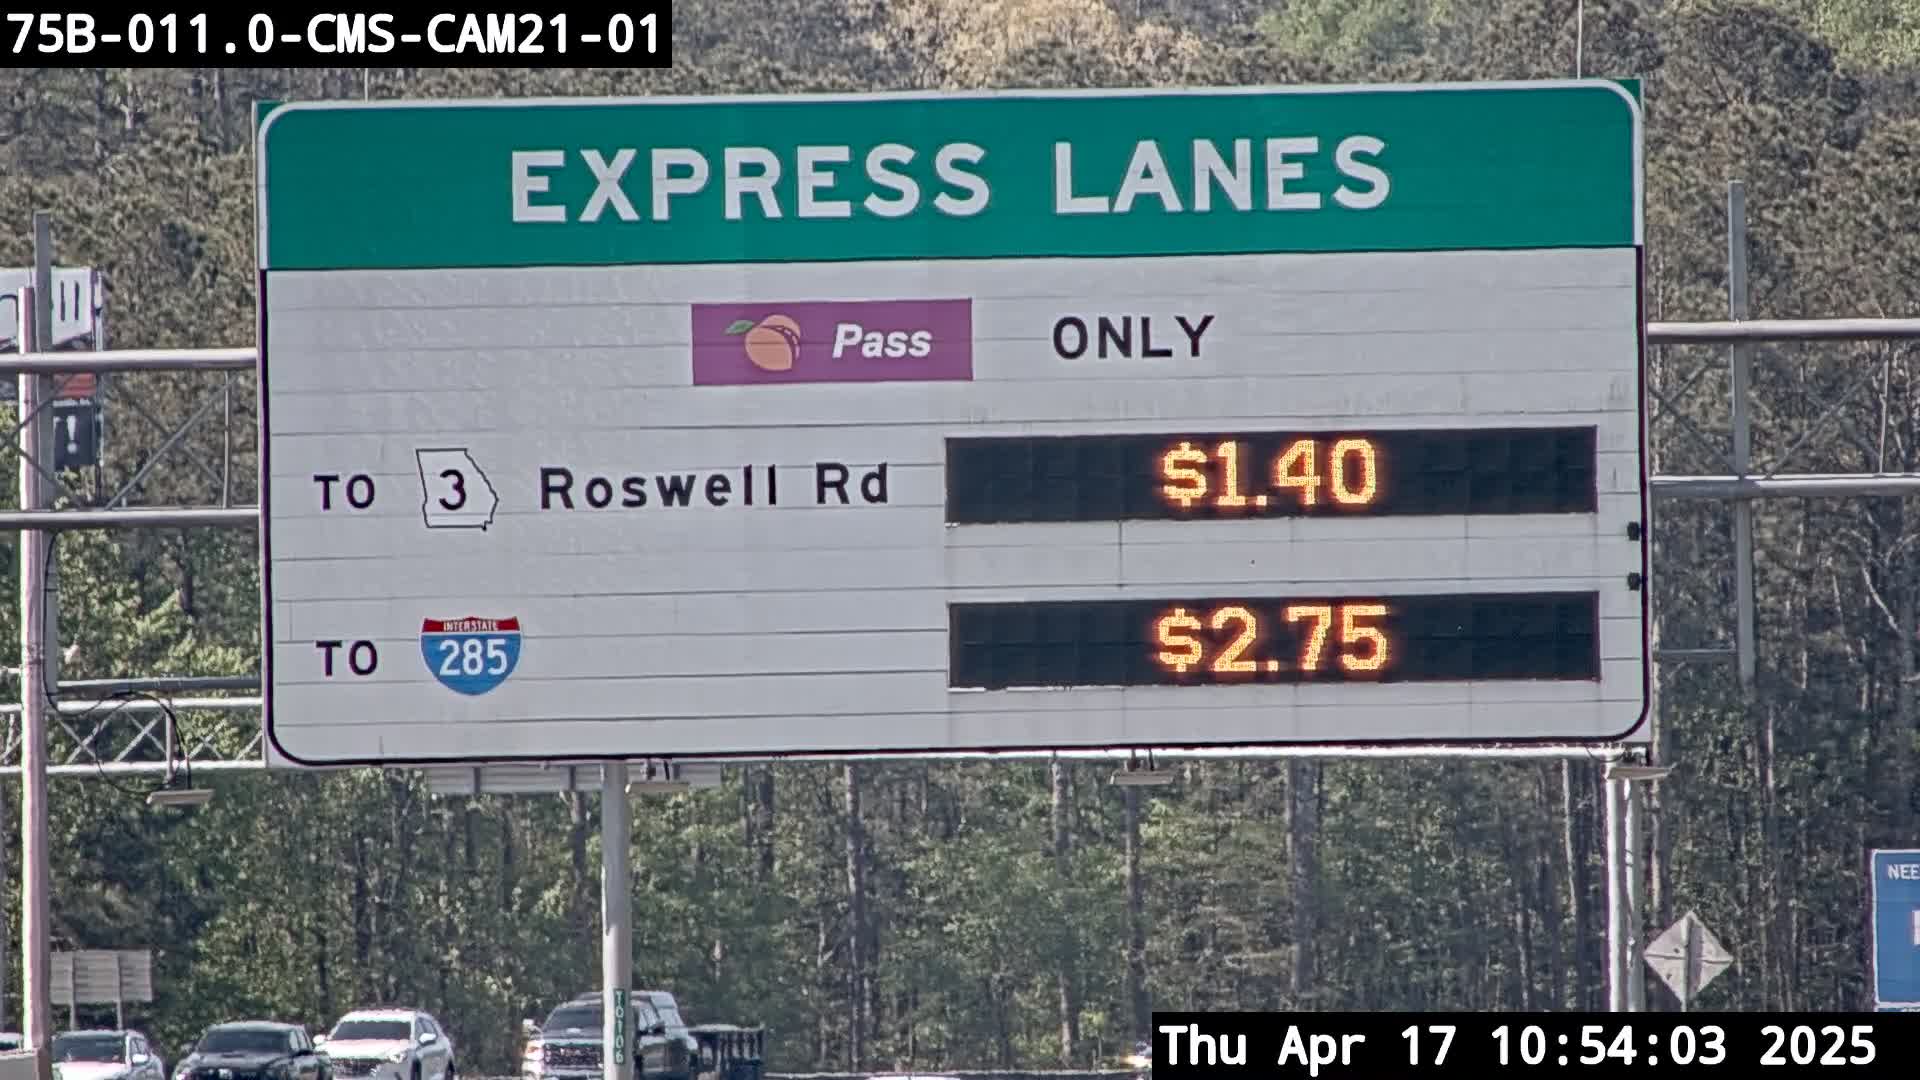 75B-011.0-CMS-CAM21-01
EXPRESS LANES
Pass ONLY
TO 3 Roswell Rd $1.40
TO INTERSTATE 285 $2.75
NEE
Thu Apr 17 10:54:03 2025